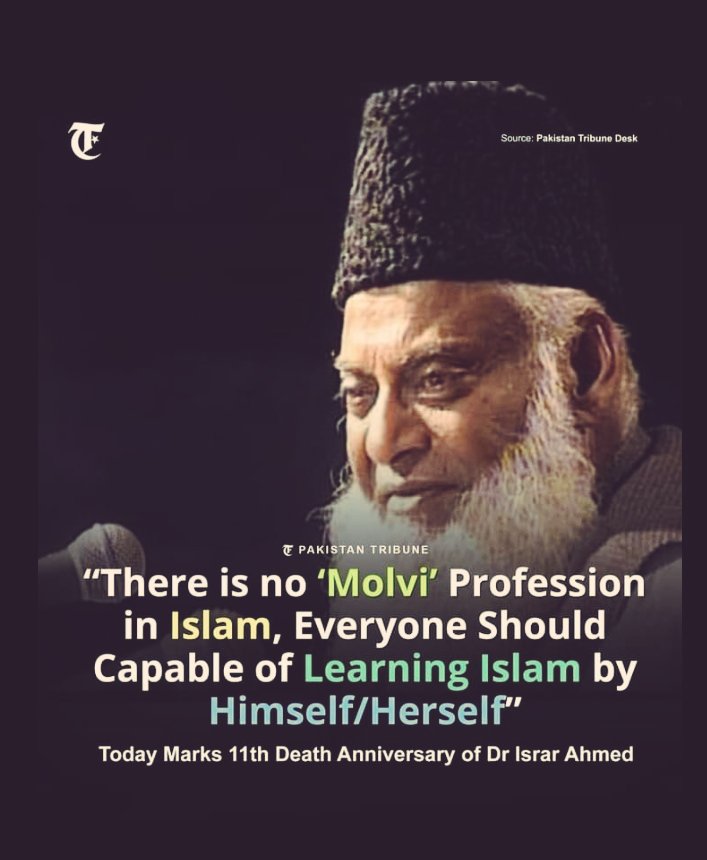 Source: Pakistan Tribune Desk
PAKISTAN TRIBUNE
“There is no ‘Molvi’ Profession
in Islam, Everyone Should
Capable of Learning Islam by
Himself/Herself”
Today Marks 11th Death Anniversary of Dr Israr Ahmed